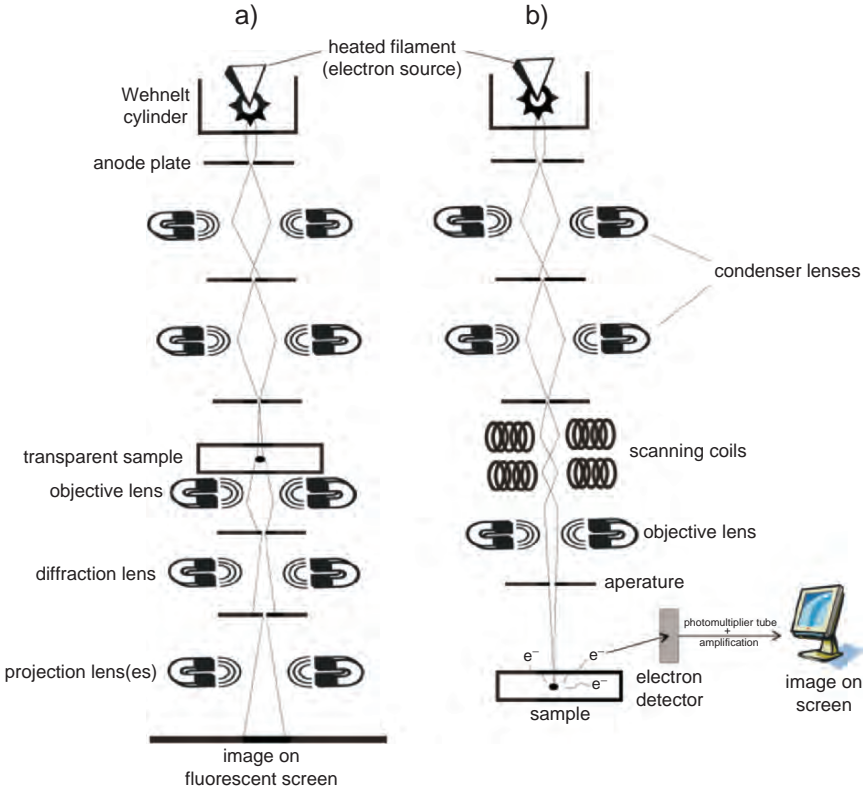 a)
b)
heated filament
(electron source)
Wehnelt
cylinder
anode plate
condenser lenses
transparent sample
scanning coils
objective lens
objective lens
diffraction lens
aperature
photomultiplier tube
+
amplification
e⁻
e⁻
e⁻
projection lens(es)
electron
detector
image on
screen
sample
image on
fluorescent screen